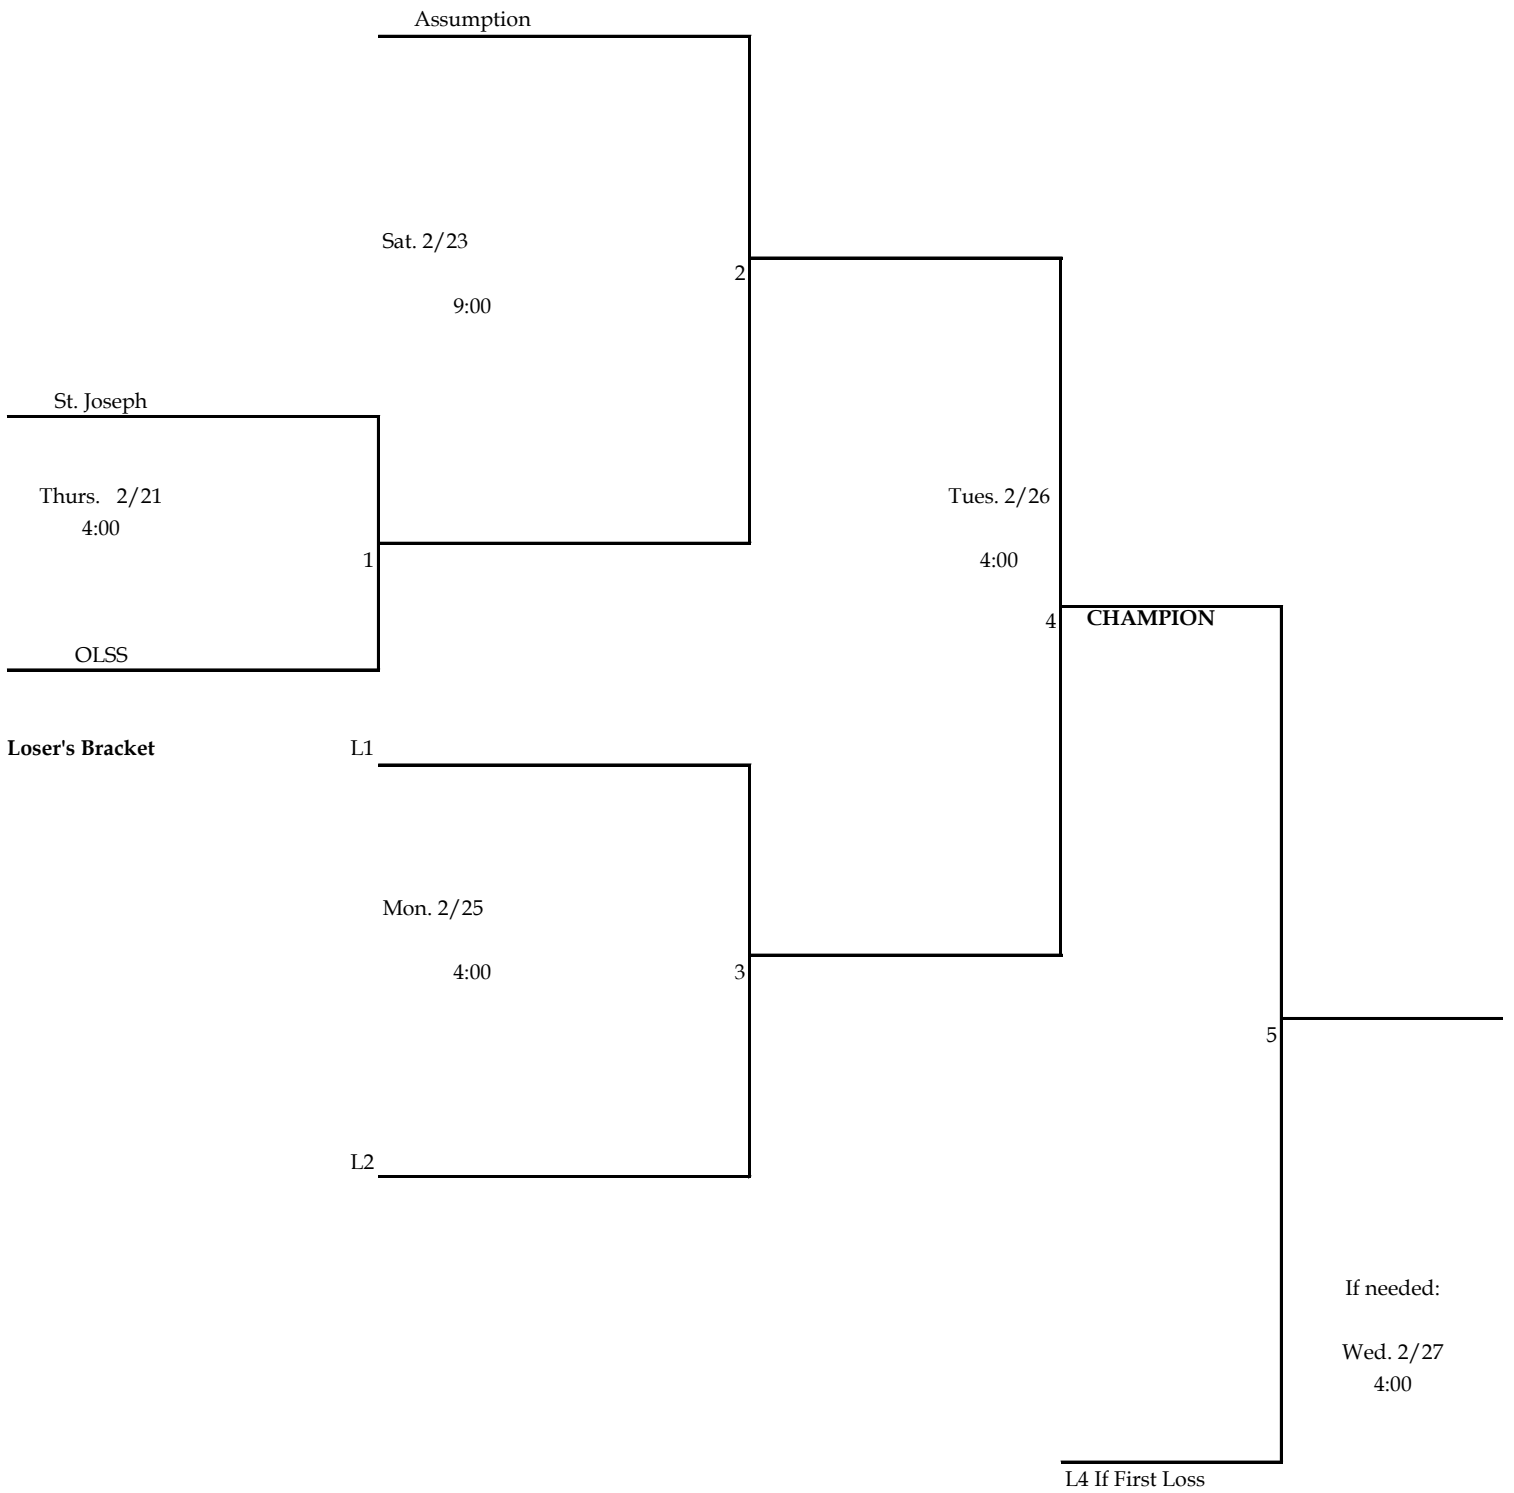 Assumption
Sat. 2/23
2
9:00
St. Joseph
Thurs.   2/21
Tues. 2/26
4:00
1
4:00
4
CHAMPION
OLSS
Loser's Bracket
L1
Mon. 2/25
4:00
3
5
L2
If needed:
Wed. 2/27
4:00
L4 If First Loss